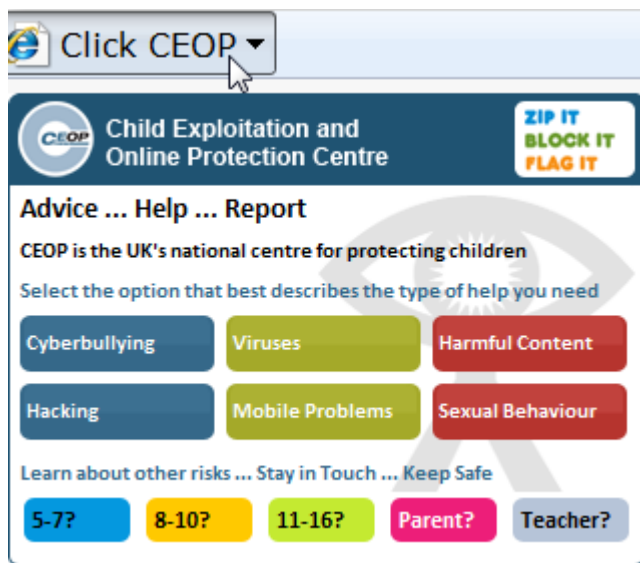 Click CEOP
CEOP
Child Exploitation and
Online Protection Centre
ZIP IT
BLOCK IT
FLAG IT
Advice ... Help ... Report
CEOP is the UK's national centre for protecting children
Select the option that best describes the type of help you need
Cyberbullying Viruses Harmful Content
Hacking Mobile Problems Sexual Behaviour
Learn about other risks ... Stay in Touch ... Keep Safe
5-7? 8-10? 11-16? Parent? Teacher?